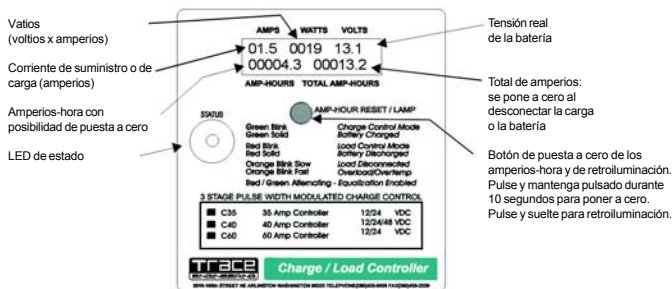 Vatios
(voltios x amperios)
Corriente de suministro o de
carga (amperios)
Amperios-hora con
posibilidad de puesta a cero
LED de estado
AMPS WATTS VOLTS
01.5 0019 13.1
00004.3 00013.2
AMP-HOURS TOTAL AMP-HOURS
AMP-HOUR RESET / LAMP
STATUS
Green Blink Charge Control Mode
Green Solid Battery Charged
Red Blink Load Control Mode
Red Solid Battery Discharged
Orange Blink Slow Load Disconnected
Orange Blink Fast Overload/Overtemp
Red / Green Alternating - Equalization Enabled
3 STAGE PULSE WIDTH MODULATED CHARGE CONTROL
C35 35 Amp Controller 12/24 VDC
C40 40 Amp Controller 12/24/48 VDC
C60 60 Amp Controller 12/24 VDC
Trace
ENGINEERING
Charge / Load Controller
Tensión real
de la batería
Total de amperios:
se pone a cero al
desconectar la carga
o la batería
Botón de puesta a cero de los
amperios-hora y de retroiluminación.
Pulse y mantenga pulsado durante
10 segundos para poner a cero.
Pulse y suelte para retroiluminación.